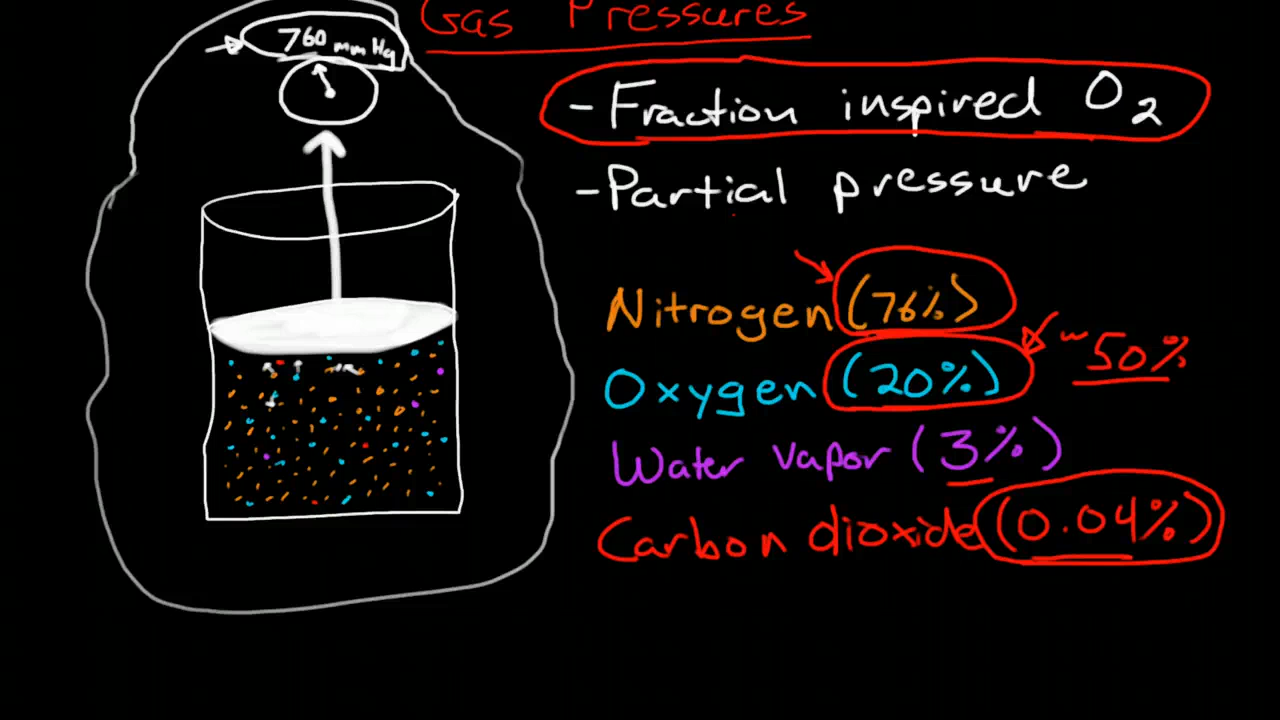 Gas Pressures
760 mm Hg
- Fraction inspired O2
- Partial pressure
Nitrogen (76%)
50%
Oxygen (20%)
Water vapor (3%)
Carbon dioxide (0.04%)